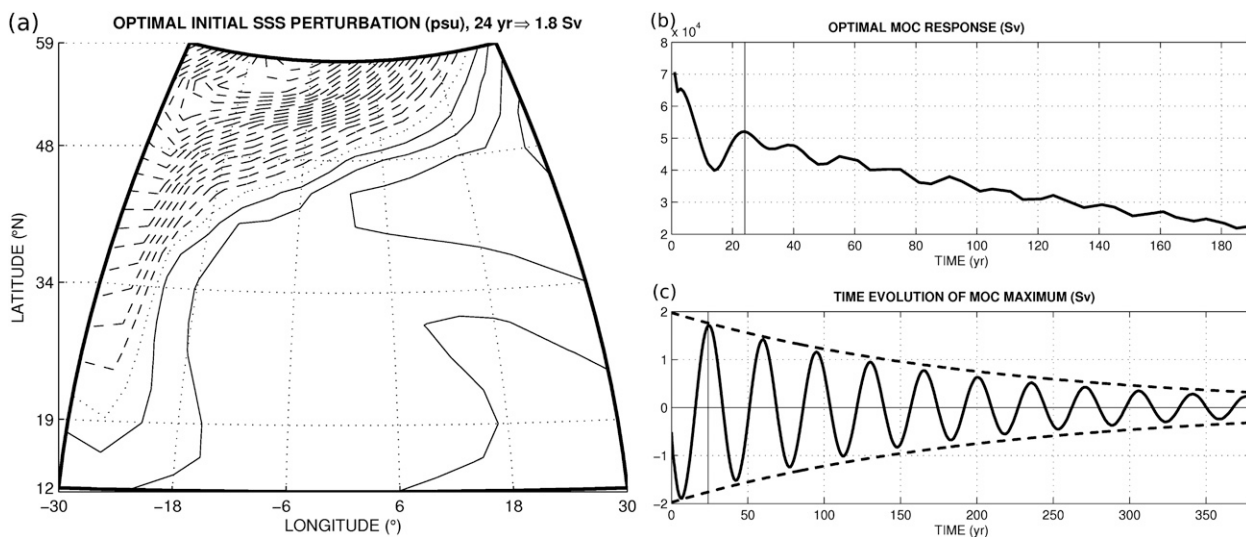 (a) OPTIMAL INITIAL SSS PERTURBATION (psu), 24 yr⇒ 1.8 Sv
59
48
34
19
12
LATITUDE (ºN)
−30 −18 −6 6 18 30
LONGITUDE (°)
(b) OPTIMAL MOC RESPONSE (Sv)
x 10⁴
8
7
6
5
4
3
2
0 20 40 60 80 100 120 140 160 180
TIME (yr)
(c) TIME EVOLUTION OF MOC MAXIMUM (Sv)
2
1
0
−1
−2
0 50 100 150 200 250 300 350
TIME (yr)